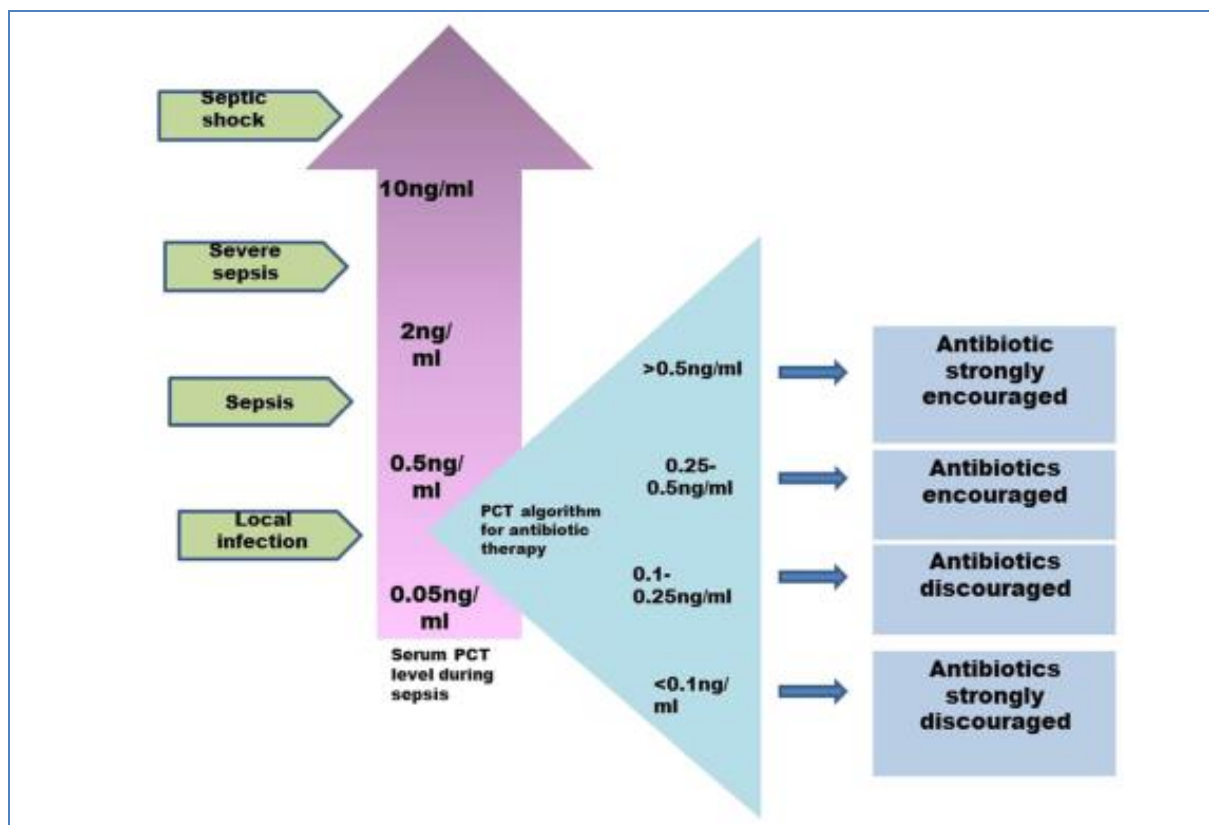 Septic
shock
10ng/ml
Severe
sepsis
2ng/
ml
Sepsis
0.5ng/
ml
Local
infection
0.05ng/
ml
Serum PCT
level during
sepsis
PCT algorithm
for antibiotic
therapy
>0.5ng/ml
Antibiotic
strongly
encouraged
0.25-
0.5ng/ml
Antibiotics
encouraged
0.1-
0.25ng/ml
Antibiotics
discouraged
<0.1ng/
ml
Antibiotics
strongly
discouraged